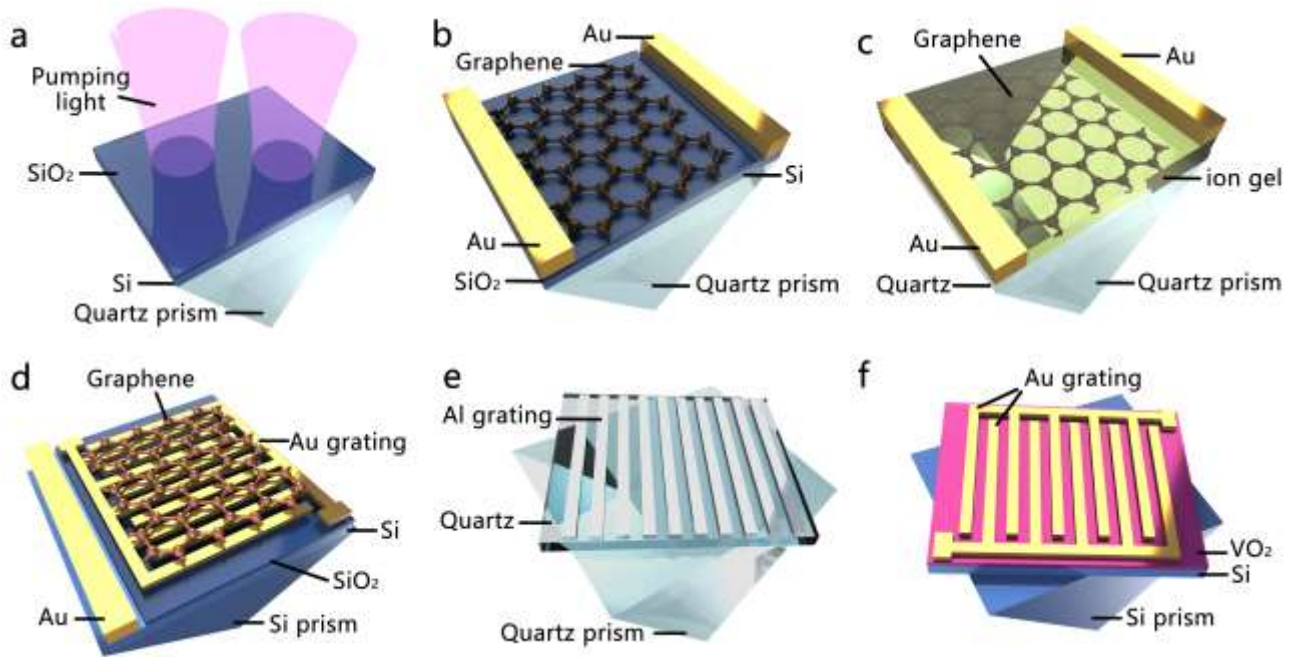 a
Pumping
light
SiO₂
Si
Quartz prism
b
Au
Graphene
Si
Au
SiO₂
Quartz prism
c
Graphene
Au
ion gel
Au
Quartz
Quartz prism
d
Graphene
Au grating
Si
SiO₂
Au
Si prism
e
Al grating
Quartz
Quartz prism
f
Au grating
VO₂
Si
Si prism